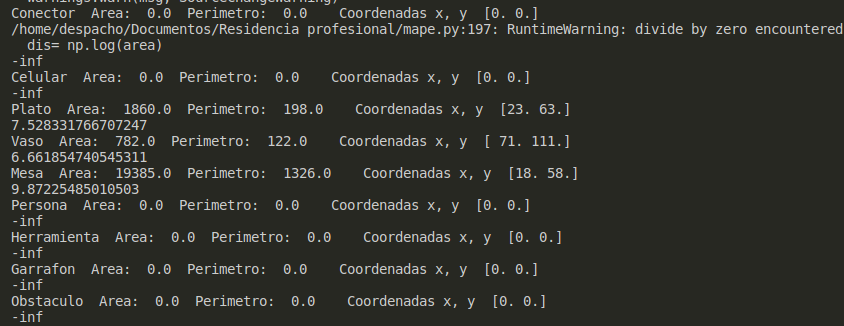 warnings.warn(msg, SourceChangeWarning)
Conector  Area:  0.0  Perimetro:  0.0    Coordenadas x, y  [0. 0.]
/home/despacho/Documentos/Residencia profesional/mape.py:197: RuntimeWarning: divide by zero encountered
  dis= np.log(area)
-inf
Celular  Area:  0.0  Perimetro:  0.0    Coordenadas x, y  [0. 0.]
-inf
Plato  Area:  1860.0  Perimetro:  198.0    Coordenadas x, y  [23. 63.]
7.528331766707247
Vaso  Area:  782.0  Perimetro:  122.0    Coordenadas x, y  [ 71. 111.]
6.661854740545311
Mesa  Area:  19385.0  Perimetro:  1326.0    Coordenadas x, y  [18. 58.]
9.87225485010503
Persona  Area:  0.0  Perimetro:  0.0    Coordenadas x, y  [0. 0.]
-inf
Herramienta  Area:  0.0  Perimetro:  0.0    Coordenadas x, y  [0. 0.]
-inf
Garrafon  Area:  0.0  Perimetro:  0.0    Coordenadas x, y  [0. 0.]
-inf
Obstaculo  Area:  0.0  Perimetro:  0.0    Coordenadas x, y  [0. 0.]
-inf